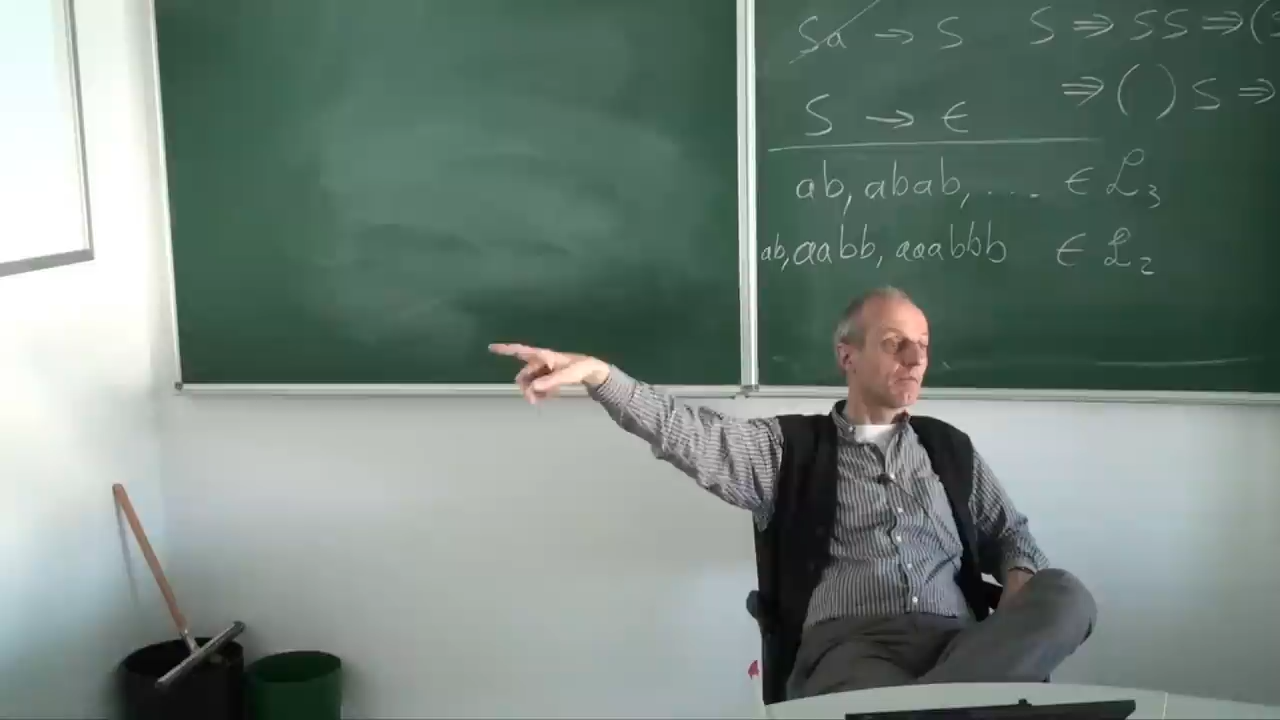 Sa → S S ⇒ SS ⇒ (S
⇒ ( ) S ⇒
S → ϵ
ab, abab, .... ∈ ℒ₃
ab, aabb, aaabbb ∈ ℒ₂